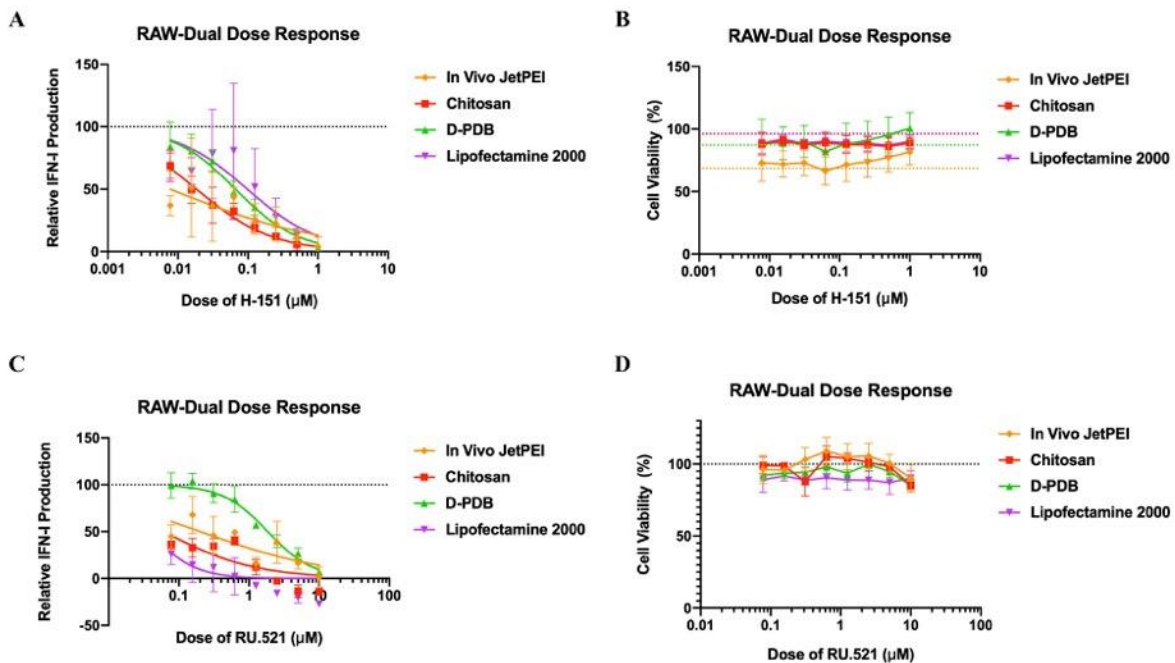 A
RAW-Dual Dose Response
Relative IFN-I Production
150
100
50
0
0.001
0.01
0.1
1
10
Dose of H-151 (µM)
In Vivo JetPEI
Chitosan
D-PDB
Lipofectamine 2000
B
RAW-Dual Dose Response
Cell Viability (%)
150
100
50
0
0.001
0.01
0.1
1
10
Dose of H-151 (µM)
In Vivo JetPEI
Chitosan
D-PDB
Lipofectamine 2000
C
RAW-Dual Dose Response
Relative IFN-I Production
150
100
50
0
-50
0.1
1
10
100
Dose of RU.521 (µM)
In Vivo JetPEI
Chitosan
D-PDB
Lipofectamine 2000
D
RAW-Dual Dose Response
Cell Viability (%)
100
50
0
0.01
0.1
1
10
100
Dose of RU.521 (µM)
In Vivo JetPEI
Chitosan
D-PDB
Lipofectamine 2000